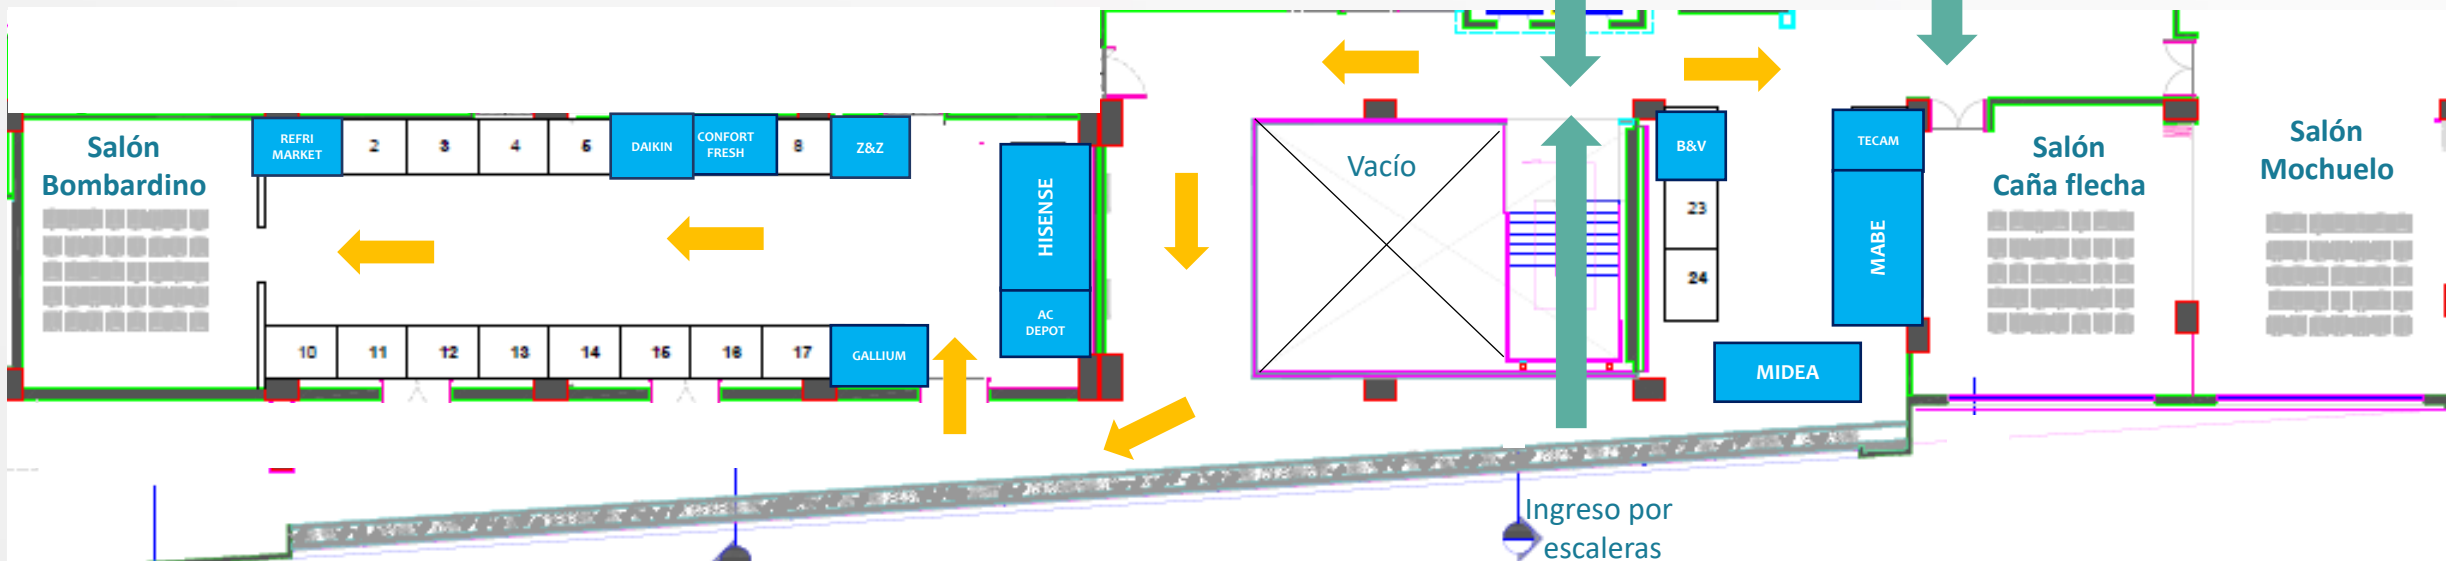 Salón
Bombardino
REFRI
MARKET
2
3
4
5
DAIKIN
CONFORT
FRESH
8
Z&Z
HISENSE
AC
DEPOT
10
11
12
13
14
15
16
17
GALLIUM
Vacío
B&V
23
24
TECAM
MABE
MIDEA
Salón
Caña flecha
Salón
Mochuelo
Ingreso por
escaleras